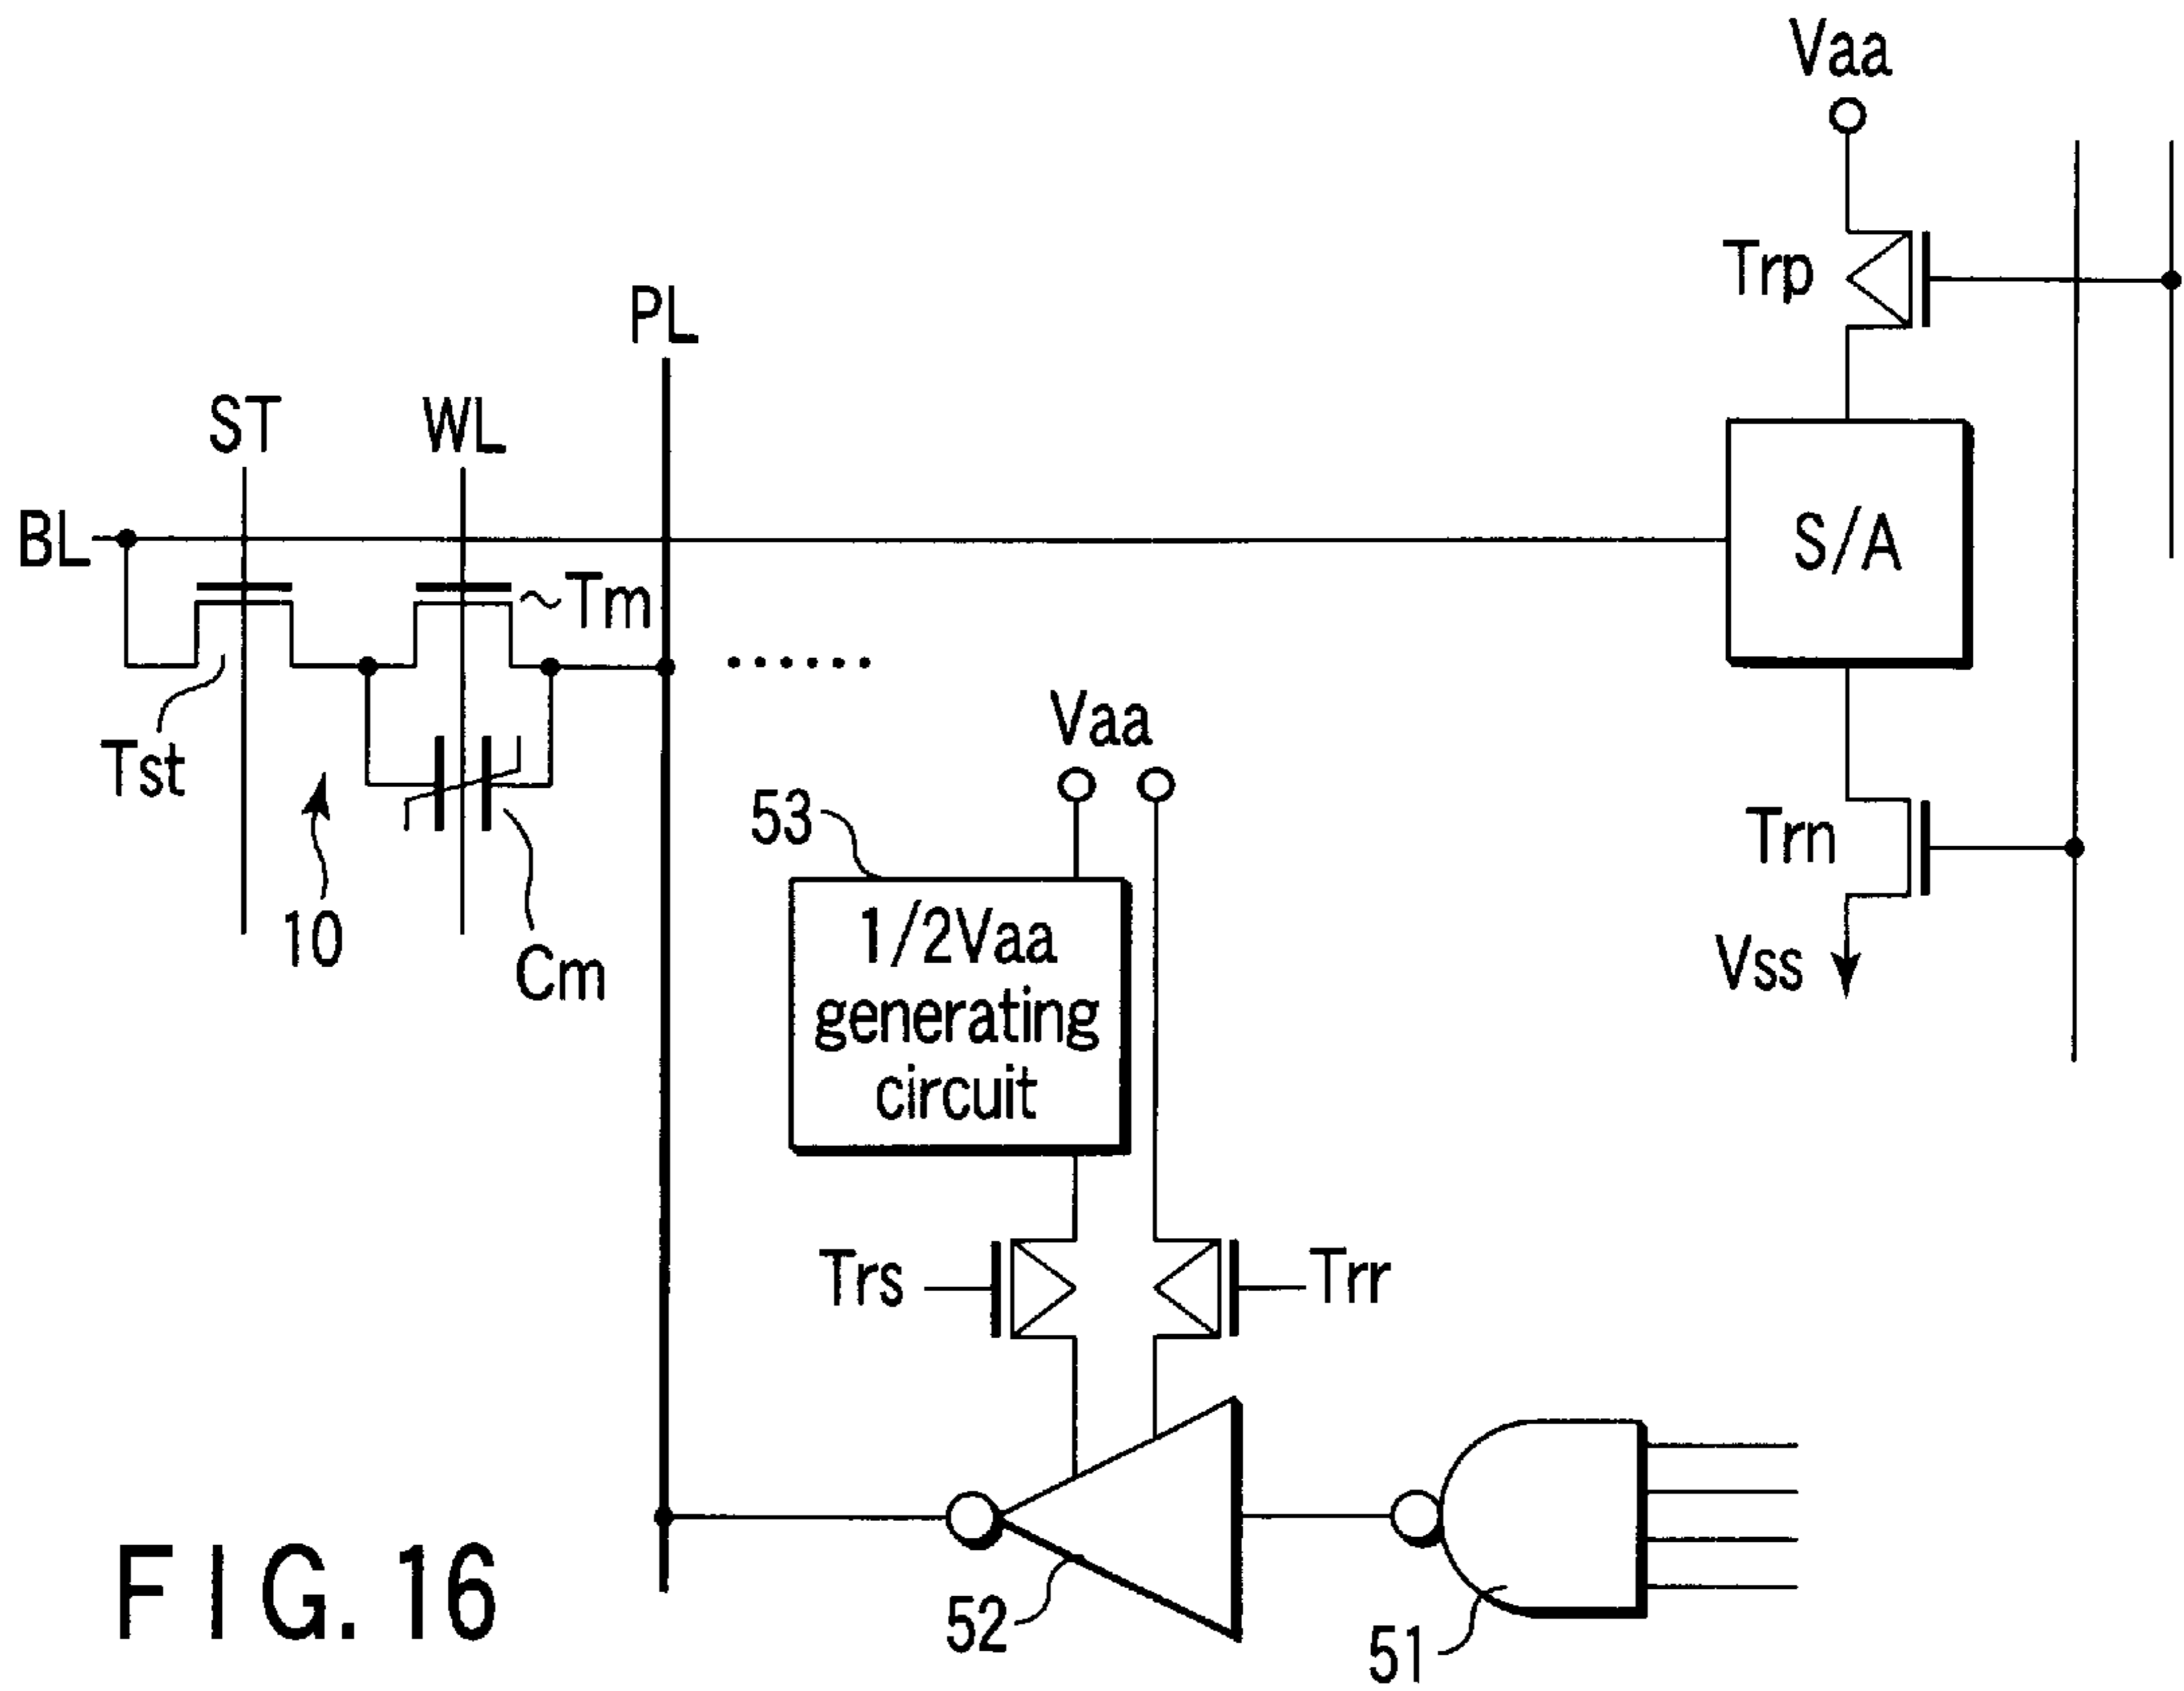 Vaa
Trp
PL
ST
WL
BL
S/A
Tm
Tst
Vaa
53
Trn
10
1/2Vaa
generating
circuit
Cm
Vss
Trs
Trr
52
51
FIG. 16